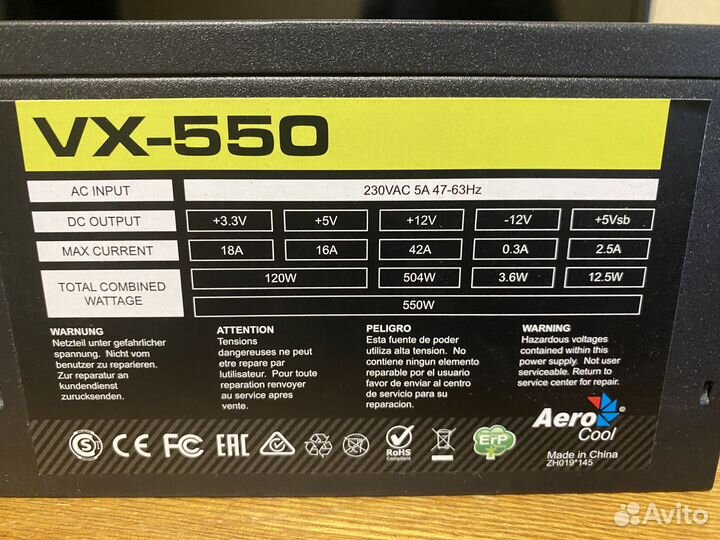 VX-550
AC INPUT 230VAC 5A 47-63Hz
DC OUTPUT +3.3V +5V +12V -12V +5Vsb
MAX CURRENT 18A 16A 42A 0.3A 2.5A
TOTAL COMBINED WATTAGE 120W 504W 3.6W 12.5W
550W
WARNUNG
Netzteil unter gefahrlicher
spannung. Nicht vom
benutzer zu reparieren.
Zur reparatur an
kundendienst
zurucksenden.
ATTENTION
Tensions
dangereuses ne peut
etre repare par
l'utilisateur. Pour toute
reparation renvoyer
au service apres
vente.
PELIGRO
Esta fuente de poder
utiliza alta tension. No
contiene ningun elemento
reparable por el usuario
favor de enviar al centro
de servicio para su
reparacion.
WARNING
Hazardous voltages
contained within this
power supply. Not user
serviceable. Return to
service center for repair.
S CE FC EAC RoHS
Compliant
ErP
Aero
Cool
Made in China
ZH019*145
Avito